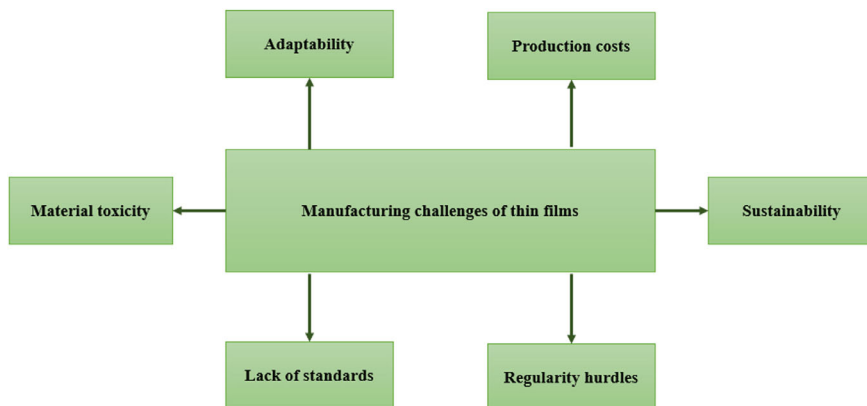 Adaptability
Production costs
Material toxicity
Manufacturing challenges of thin films
Sustainability
Lack of standards
Regularity hurdles